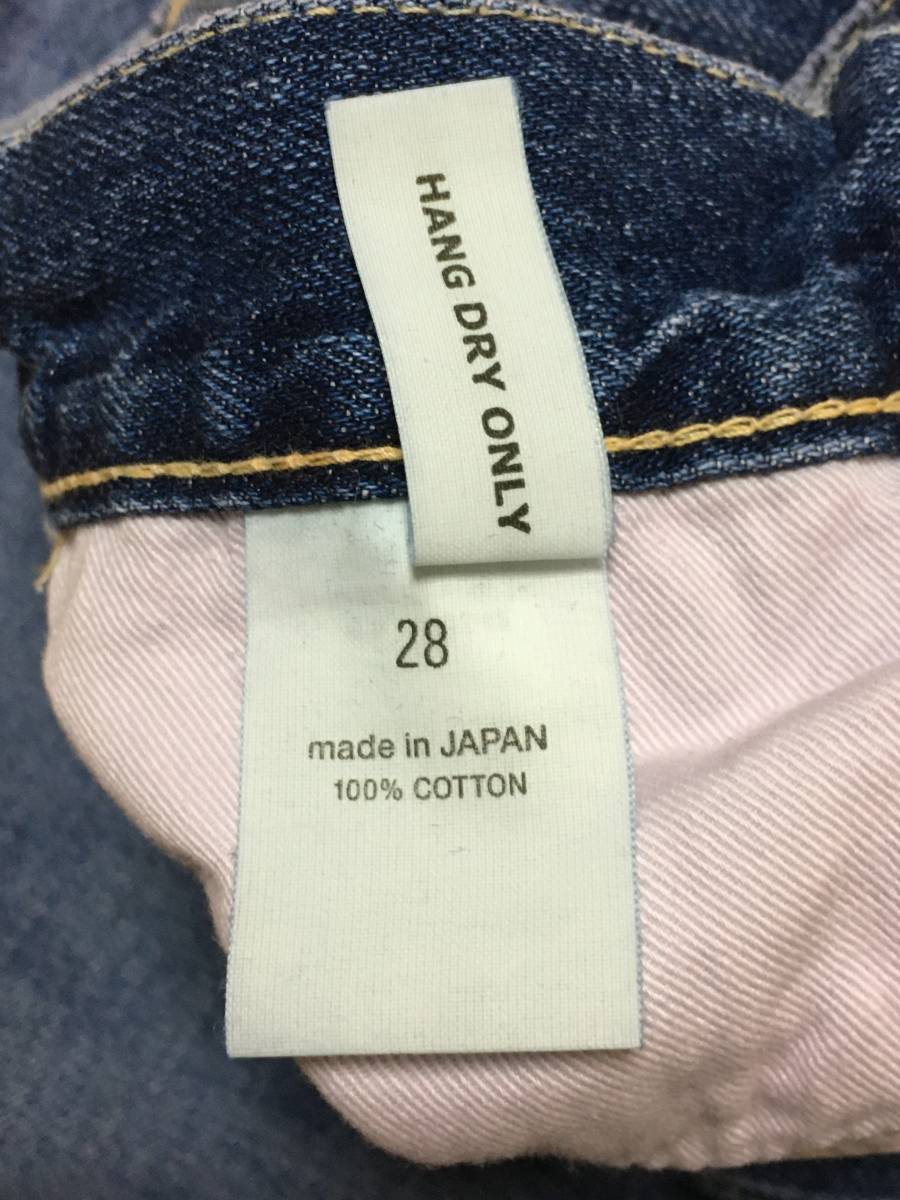 HANG DRY ONLY
28
made in JAPAN
100% COTTON